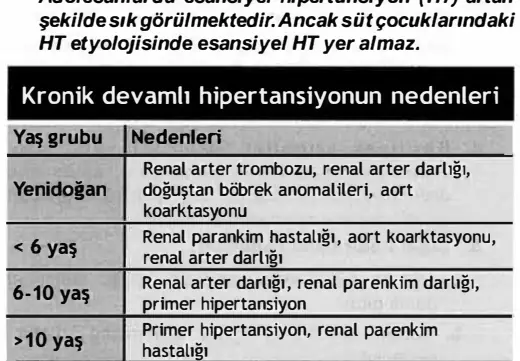 şekilde sık görülmektedir. Ancak süt çocuklarındaki
HT etyolojisinde esansiyel HT yer almaz.
Kronik devamlı hipertansiyonun nedenleri
Yaş grubu Nedenleri
Yenidoğan Renal arter trombozu, renal arter darlığı,
doğuştan böbrek anomalileri, aort
koarktasyonu
< 6 yaş Renal parankim hastalığı, aort koarktasyonu,
renal arter darlığı
6-10 yaş Renal arter darlığı, renal parenkim darlığı,
primer hipertansiyon
>10 yaş Primer hipertansiyon, renal parenkim
hastalığı